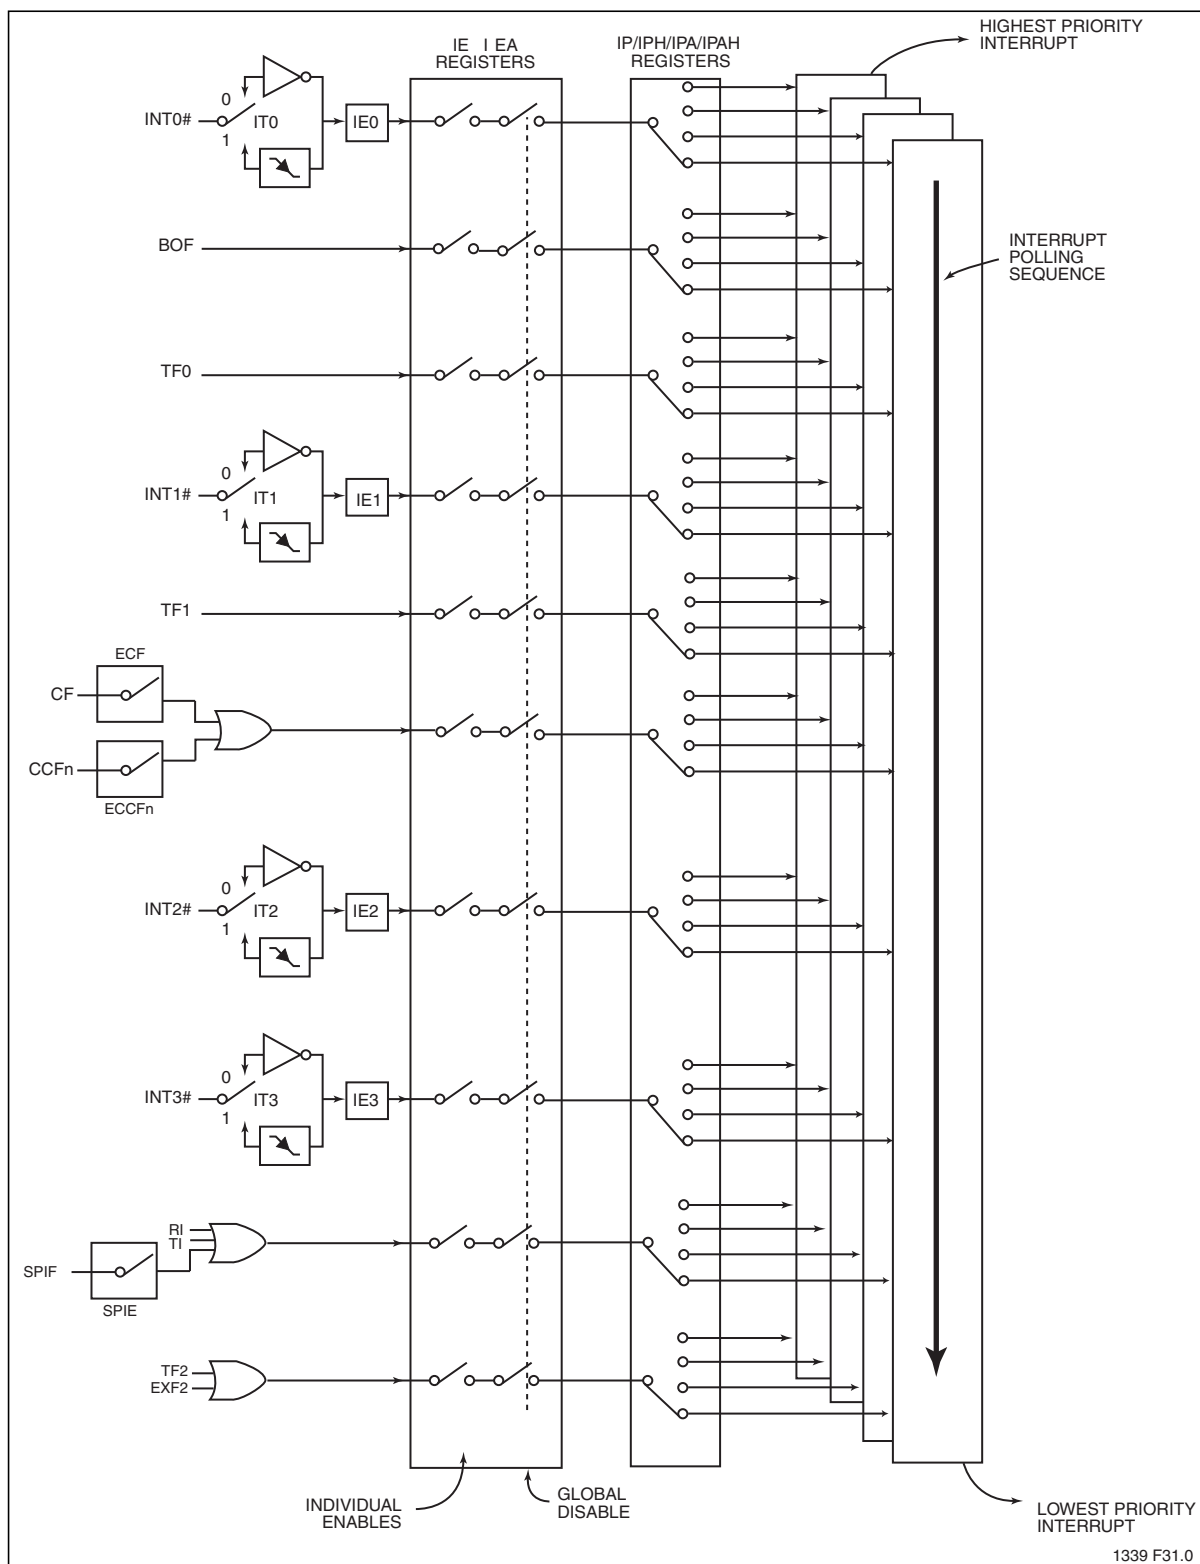 HIGHEST PRIORITY
INTERRUPT
IE I EA
REGISTERS
IP/IPH/IPA/IPAH
REGISTERS
0
INT0#
IT0
IE0
1
BOF
INTERRUPT
POLLING
SEQUENCE
TF0
0
INT1#
IT1
IE1
1
TF1
ECF
CF
CCFn
ECCFn
0
INT2#
IT2
IE2
1
0
INT3#
IT3
IE3
1
RI
TI
SPIF
SPIE
TF2
EXF2
INDIVIDUAL
ENABLES
GLOBAL
DISABLE
LOWEST PRIORITY
INTERRUPT
1339 F31.0